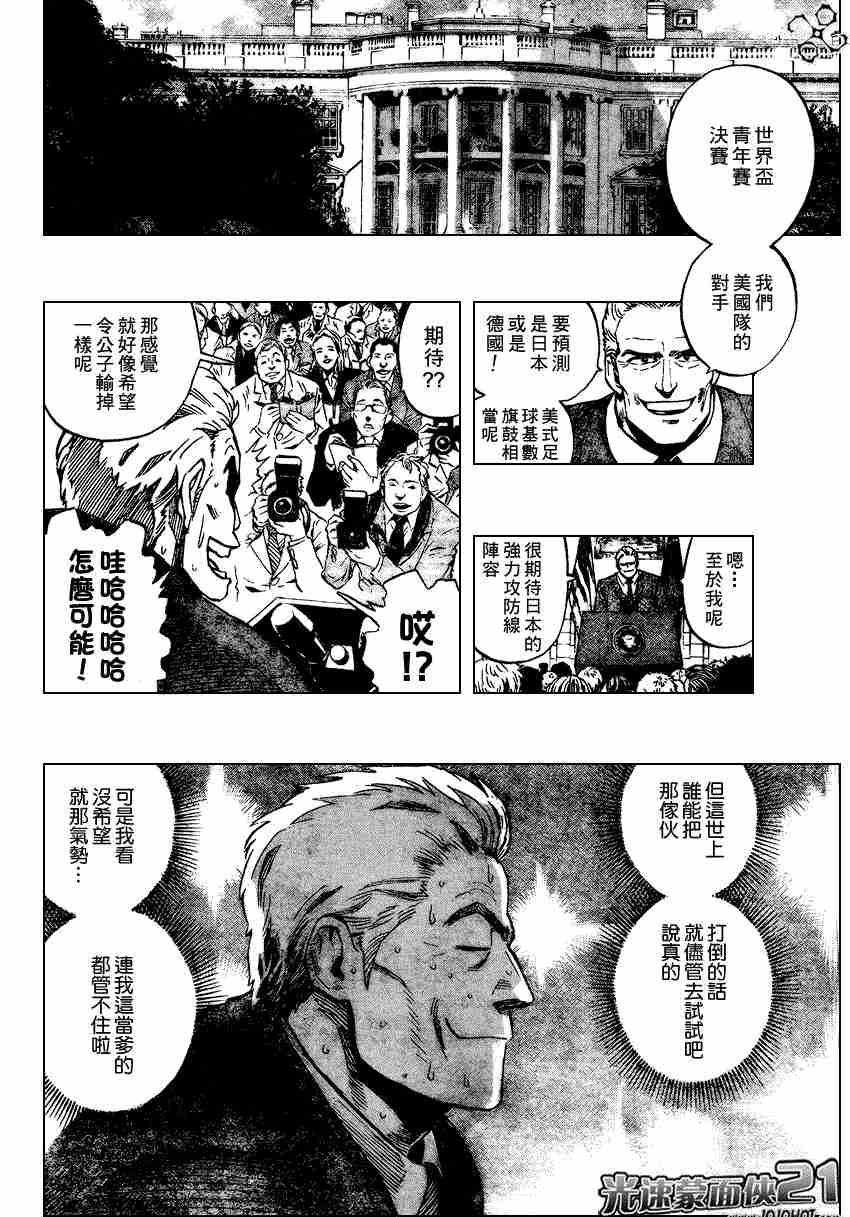 世界盃
青年賽
決賽
我們
美國隊的
對手
要預測
是日本
或是
德國！
美式足
球基數
旗鼓相
當呢
嗯…
至於我呢
很期待日本的
強力攻防線
陣容
期待??
那感覺
就好像希望
令公子輸掉
一樣呢
哎!?
哇哈哈哈哈
怎麼可能！
但這世上
誰能把
那傢伙
打倒的話
就儘管去試試吧
說真的
可是我看
沒希望
就那氣勢…
連我這當爹的
都管不住啦
光速蒙面俠21